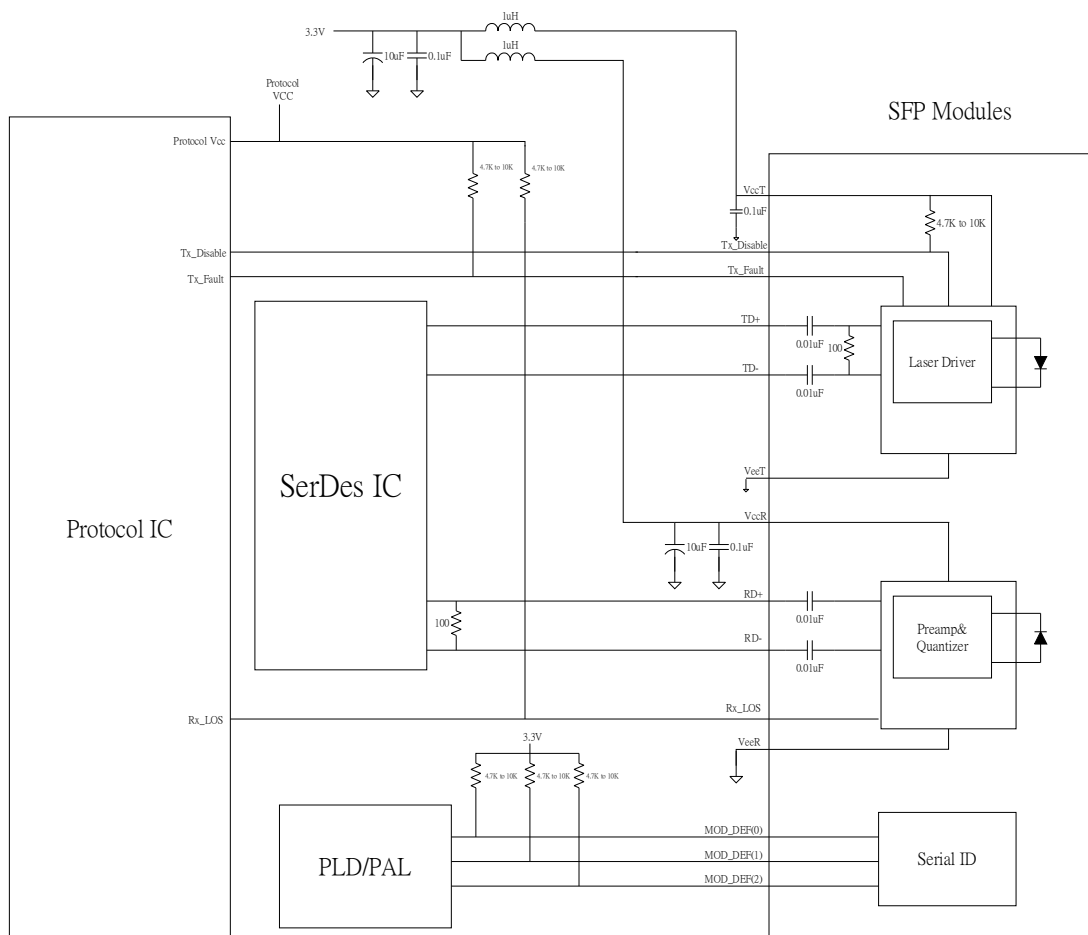 1uH
3.3V
1uH
10uF
0.1uF
Protocol
VCC
SFP Modules
Protocol Vcc
4.7K to 10K
4.7K to 10K
VccT
0.1uF
4.7K to 10K
Tx_Disable
Tx_Disable
Tx_Fault
Tx_Fault
TD+
0.01uF
100
Laser Driver
TD-
0.01uF
SerDes IC
VeeT
Protocol IC
VccR
10uF
0.1uF
RD+
0.01uF
100
Preamp&
Quantizer
RD-
0.01uF
Rx_LOS
Rx_LOS
3.3V
VeeR
4.7K to 10K
4.7K to 10K
4.7K to 10K
MOD_DEF(0)
PLD/PAL
MOD_DEF(1)
Serial ID
MOD_DEF(2)